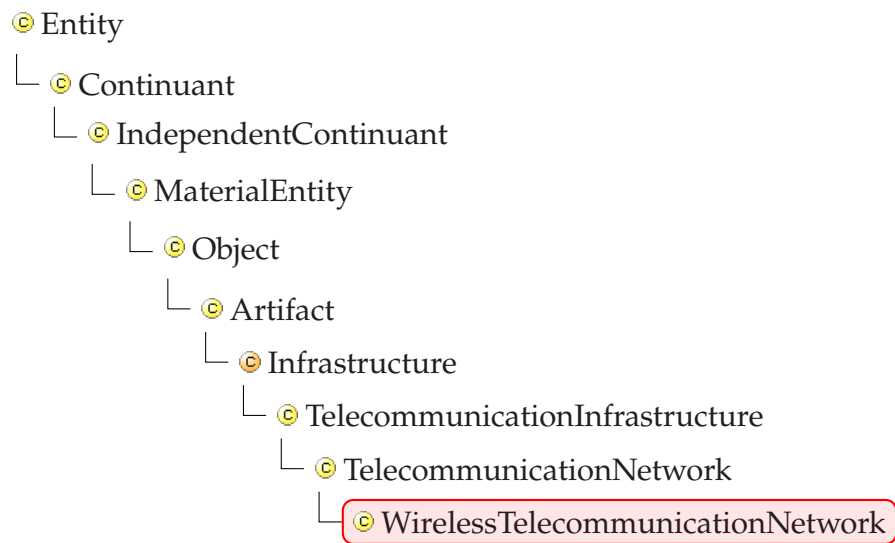 C Entity
C Continuant
C IndependentContinuant
C MaterialEntity
C Object
C Artifact
C Infrastructure
C TelecommunicationInfrastructure
C TelecommunicationNetwork
C WirelessTelecommunicationNetwork